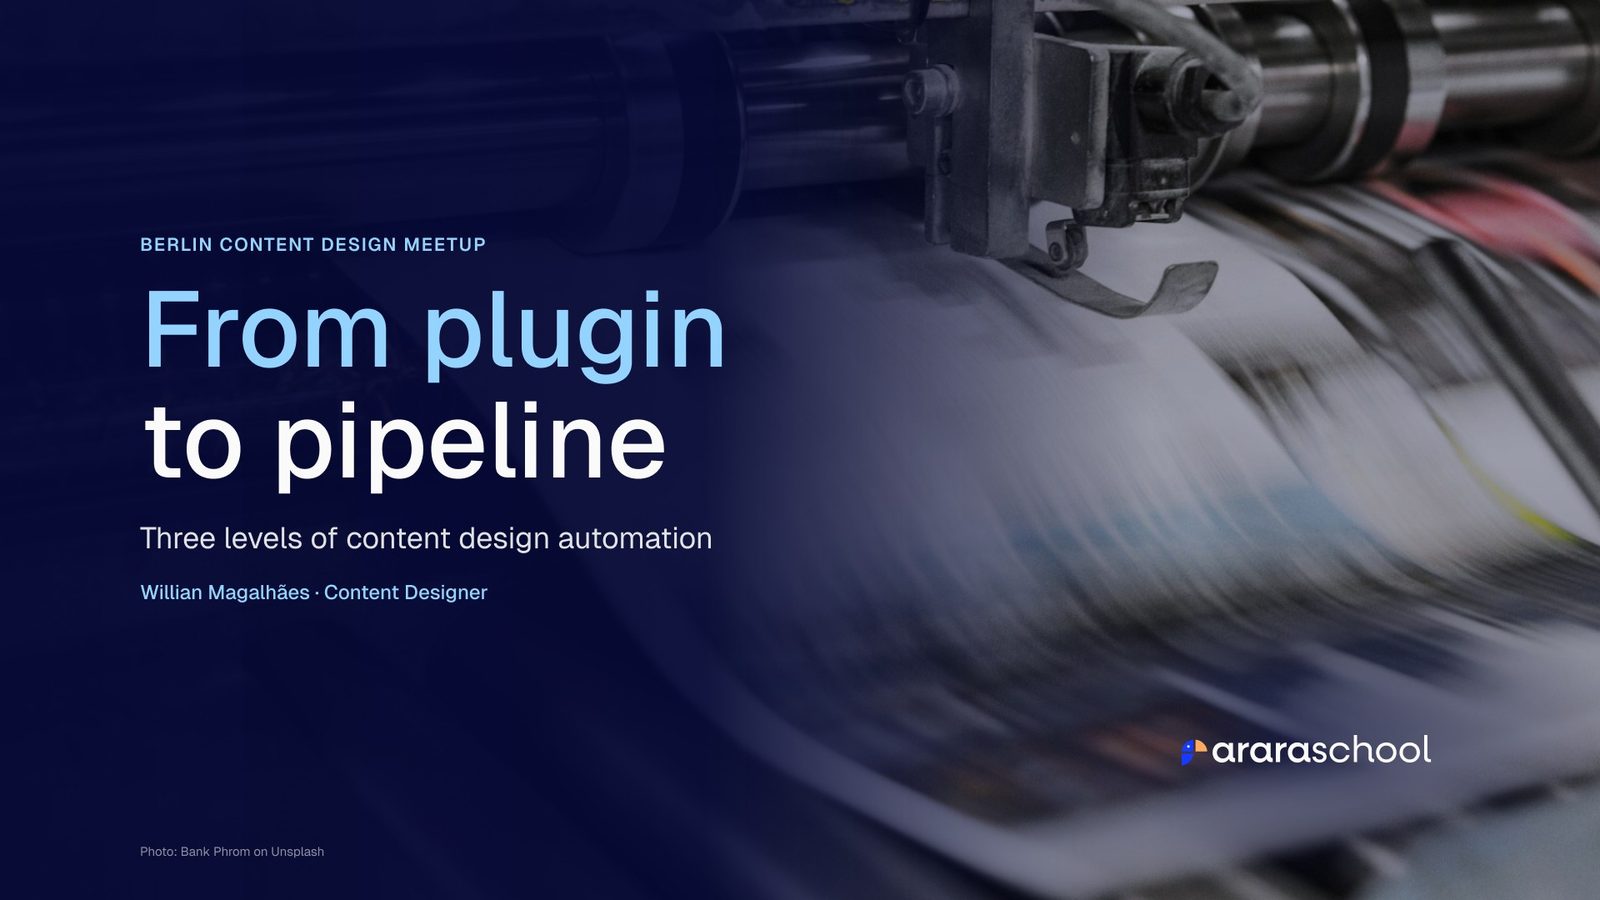 BERLIN CONTENT DESIGN MEETUP
From plugin
to pipeline
Three levels of content design automation
Willian Magalhães · Content Designer
araraschool
Photo: Bank Phrom on Unsplash